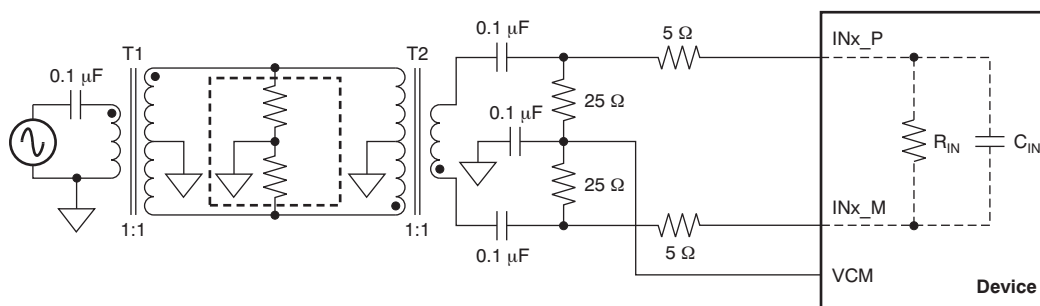 0.1 μF
T1
1:1
T2
1:1
0.1 μF
0.1 μF
0.1 μF
25 Ω
25 Ω
5 Ω
5 Ω
INx_P
INx_M
VCM
R_IN
C_IN
Device